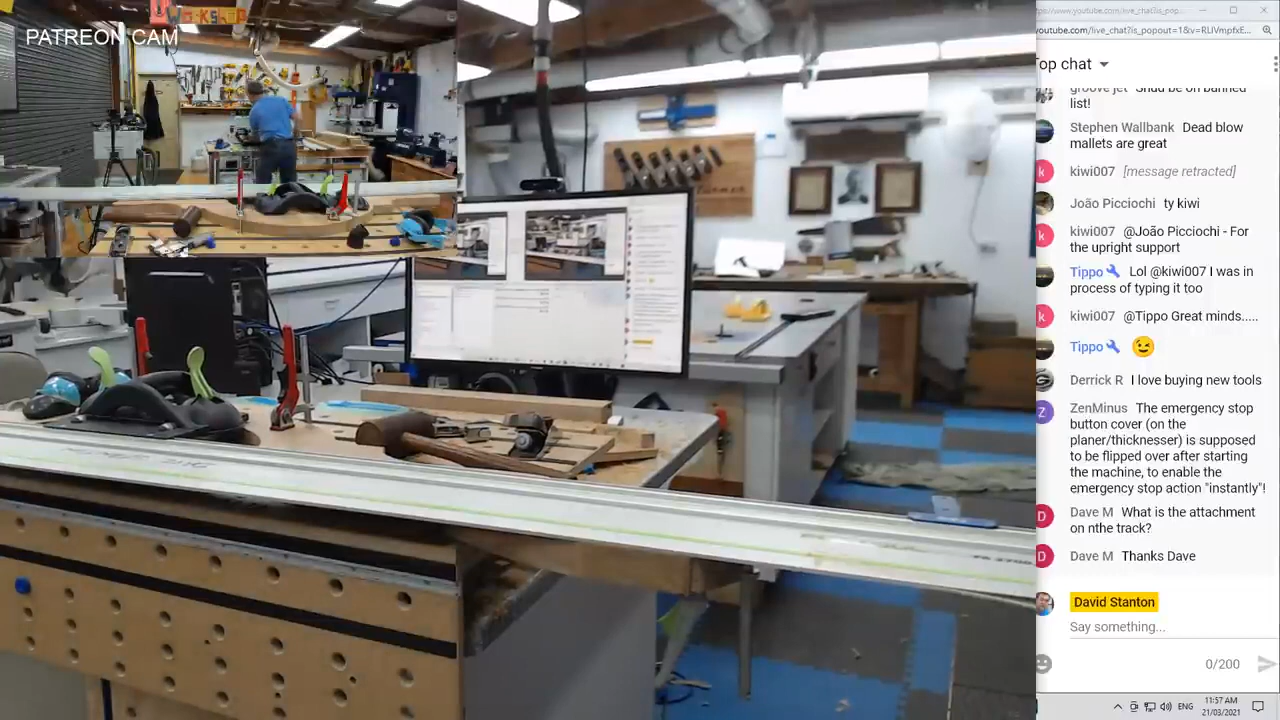 WORKSHOP
PATREON CAM
youtube.com/live_chat?is_popout=1&v=RLIVmpfxE...
Top chat
groove jet Shud be on banned
list!
Stephen Wallbank Dead blow
mallets are great
kiwi007 [message retracted]
João Picciochi ty kiwi
kiwi007 @João Picciochi - For
the upright support
Tippo Lol @kiwi007 I was in
process of typing it too
kiwi007 @Tippo Great minds.....
Tippo
Derrick R I love buying new tools
ZenMinus The emergency stop
button cover (on the
planer/thicknesser) is supposed
to be flipped over after starting
the machine, to enable the
emergency stop action "instantly"!
Dave M What is the attachment
on nthe track?
Dave M Thanks Dave
David Stanton
Say something...
0/200
ENG
11:57 AM
21/03/2021